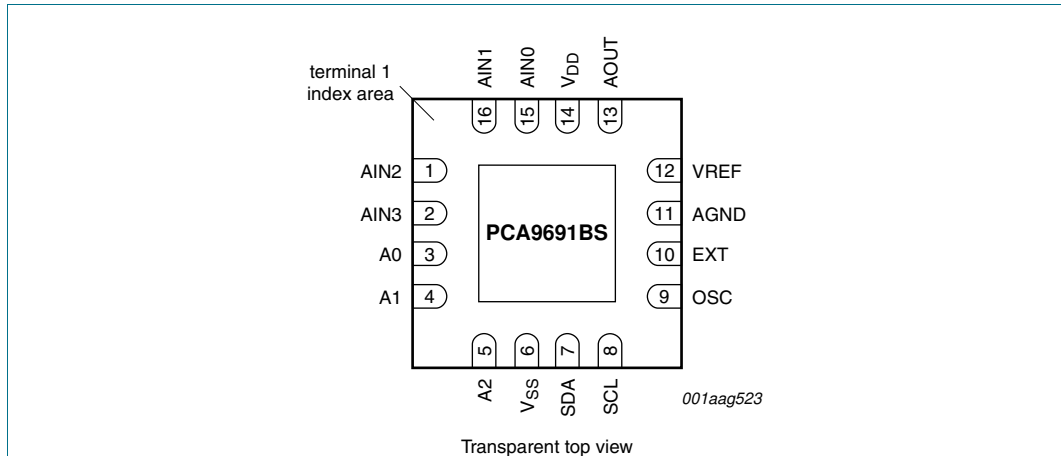 AIN1
AIN0
VDD
AOUT
terminal 1
index area
16
15
14
13
AIN2 1
12 VREF
AIN3 2
11 AGND
PCA9691BS
A0 3
10 EXT
A1 4
9 OSC
5
6
7
8
A2
VSS
SDA
SCL
001aag523
Transparent top view